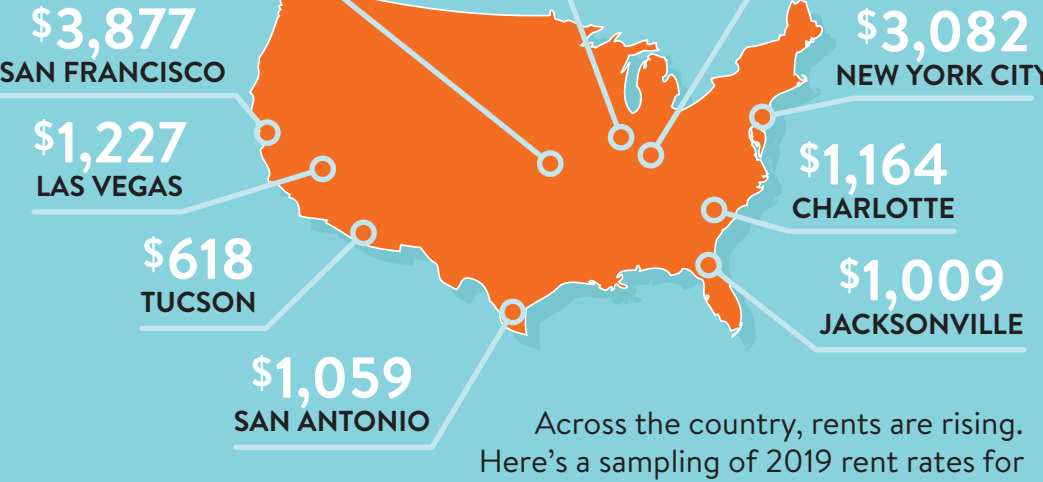 $3,877
SAN FRANCISCO
$3,082
NEW YORK CITY
$1,227
LAS VEGAS
$1,164
CHARLOTTE
$618
TUCSON
$1,009
JACKSONVILLE
$1,059
SAN ANTONIO
Across the country, rents are rising.
Here’s a sampling of 2019 rent rates for